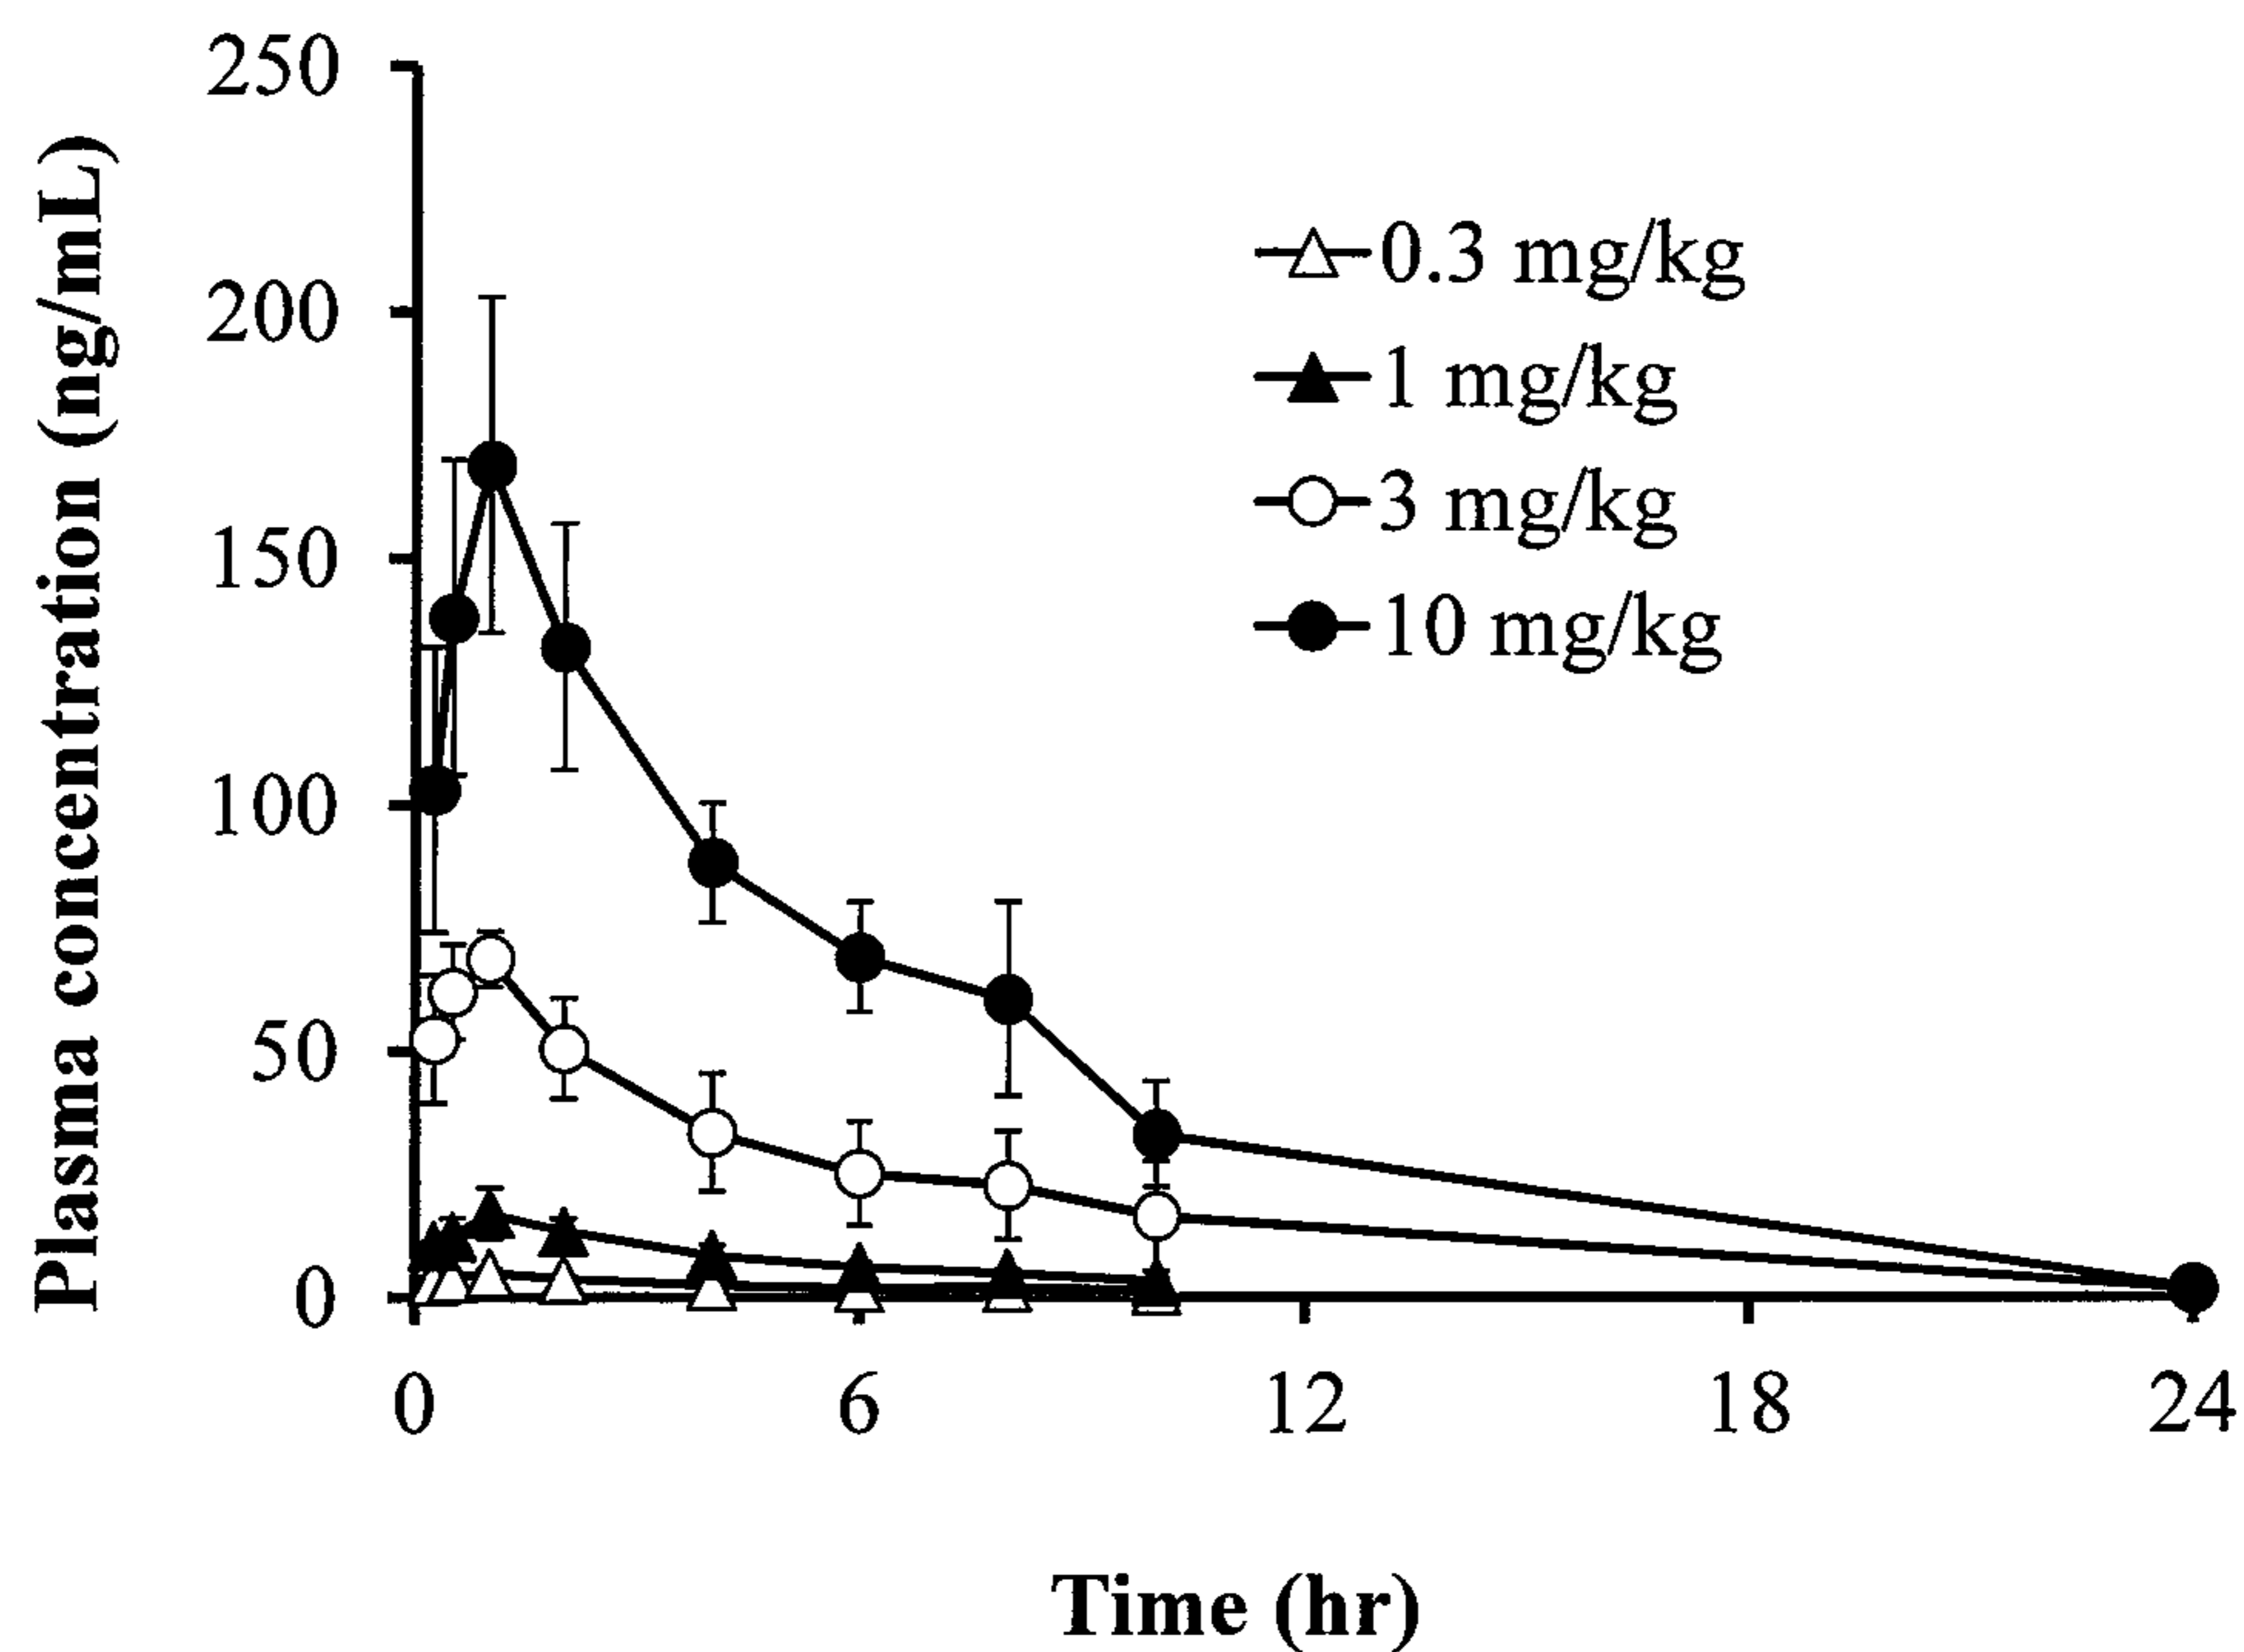 Plasma concentration (ng/mL)
250
200
150
100
50
0
0.3 mg/kg
1 mg/kg
3 mg/kg
10 mg/kg
0 6 12 18 24
Time (hr)